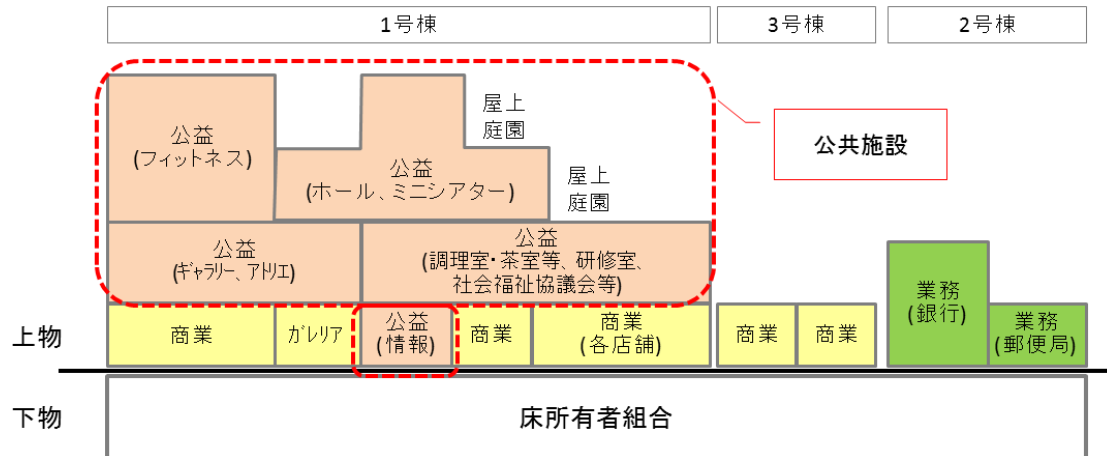 1号棟
3号棟
2号棟
公益
(フィットネス)
屋上
庭園
公共施設
公益
(ホール、ミニシアター)
屋上
庭園
公益
(ギャラリー、アトリエ)
公益
(調理室・茶室等、研修室、
社会福祉協議会等)
業務
(銀行)
上物
商業
ガレリア
公益
(情報)
商業
商業
(各店舗)
商業
商業
業務
(郵便局)
下物
床所有者組合